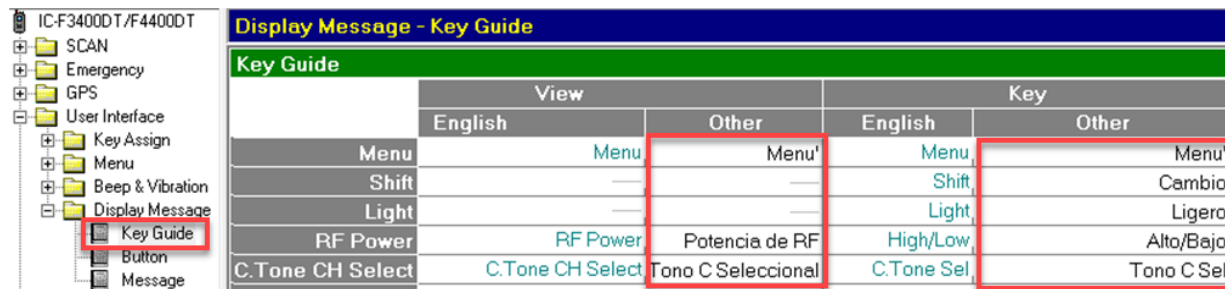 IC-F3400DT/F4400DT
SCAN
Emergency
GPS
User Interface
Key Assign
Menu
Beep & Vibration
Display Message
Key Guide
Button
Message
Display Message - Key Guide
Key Guide
View Key
English Other English Other
Menu Menu Menu' Menu Menu'
Shift — — Shift Cambio
Light — — Light Ligero
RF Power RF Power Potencia de RF High/Low Alto/Bajo
C.Tone CH Select C.Tone CH Select Tono C Seleccional C.Tone Sel Tono C Sel